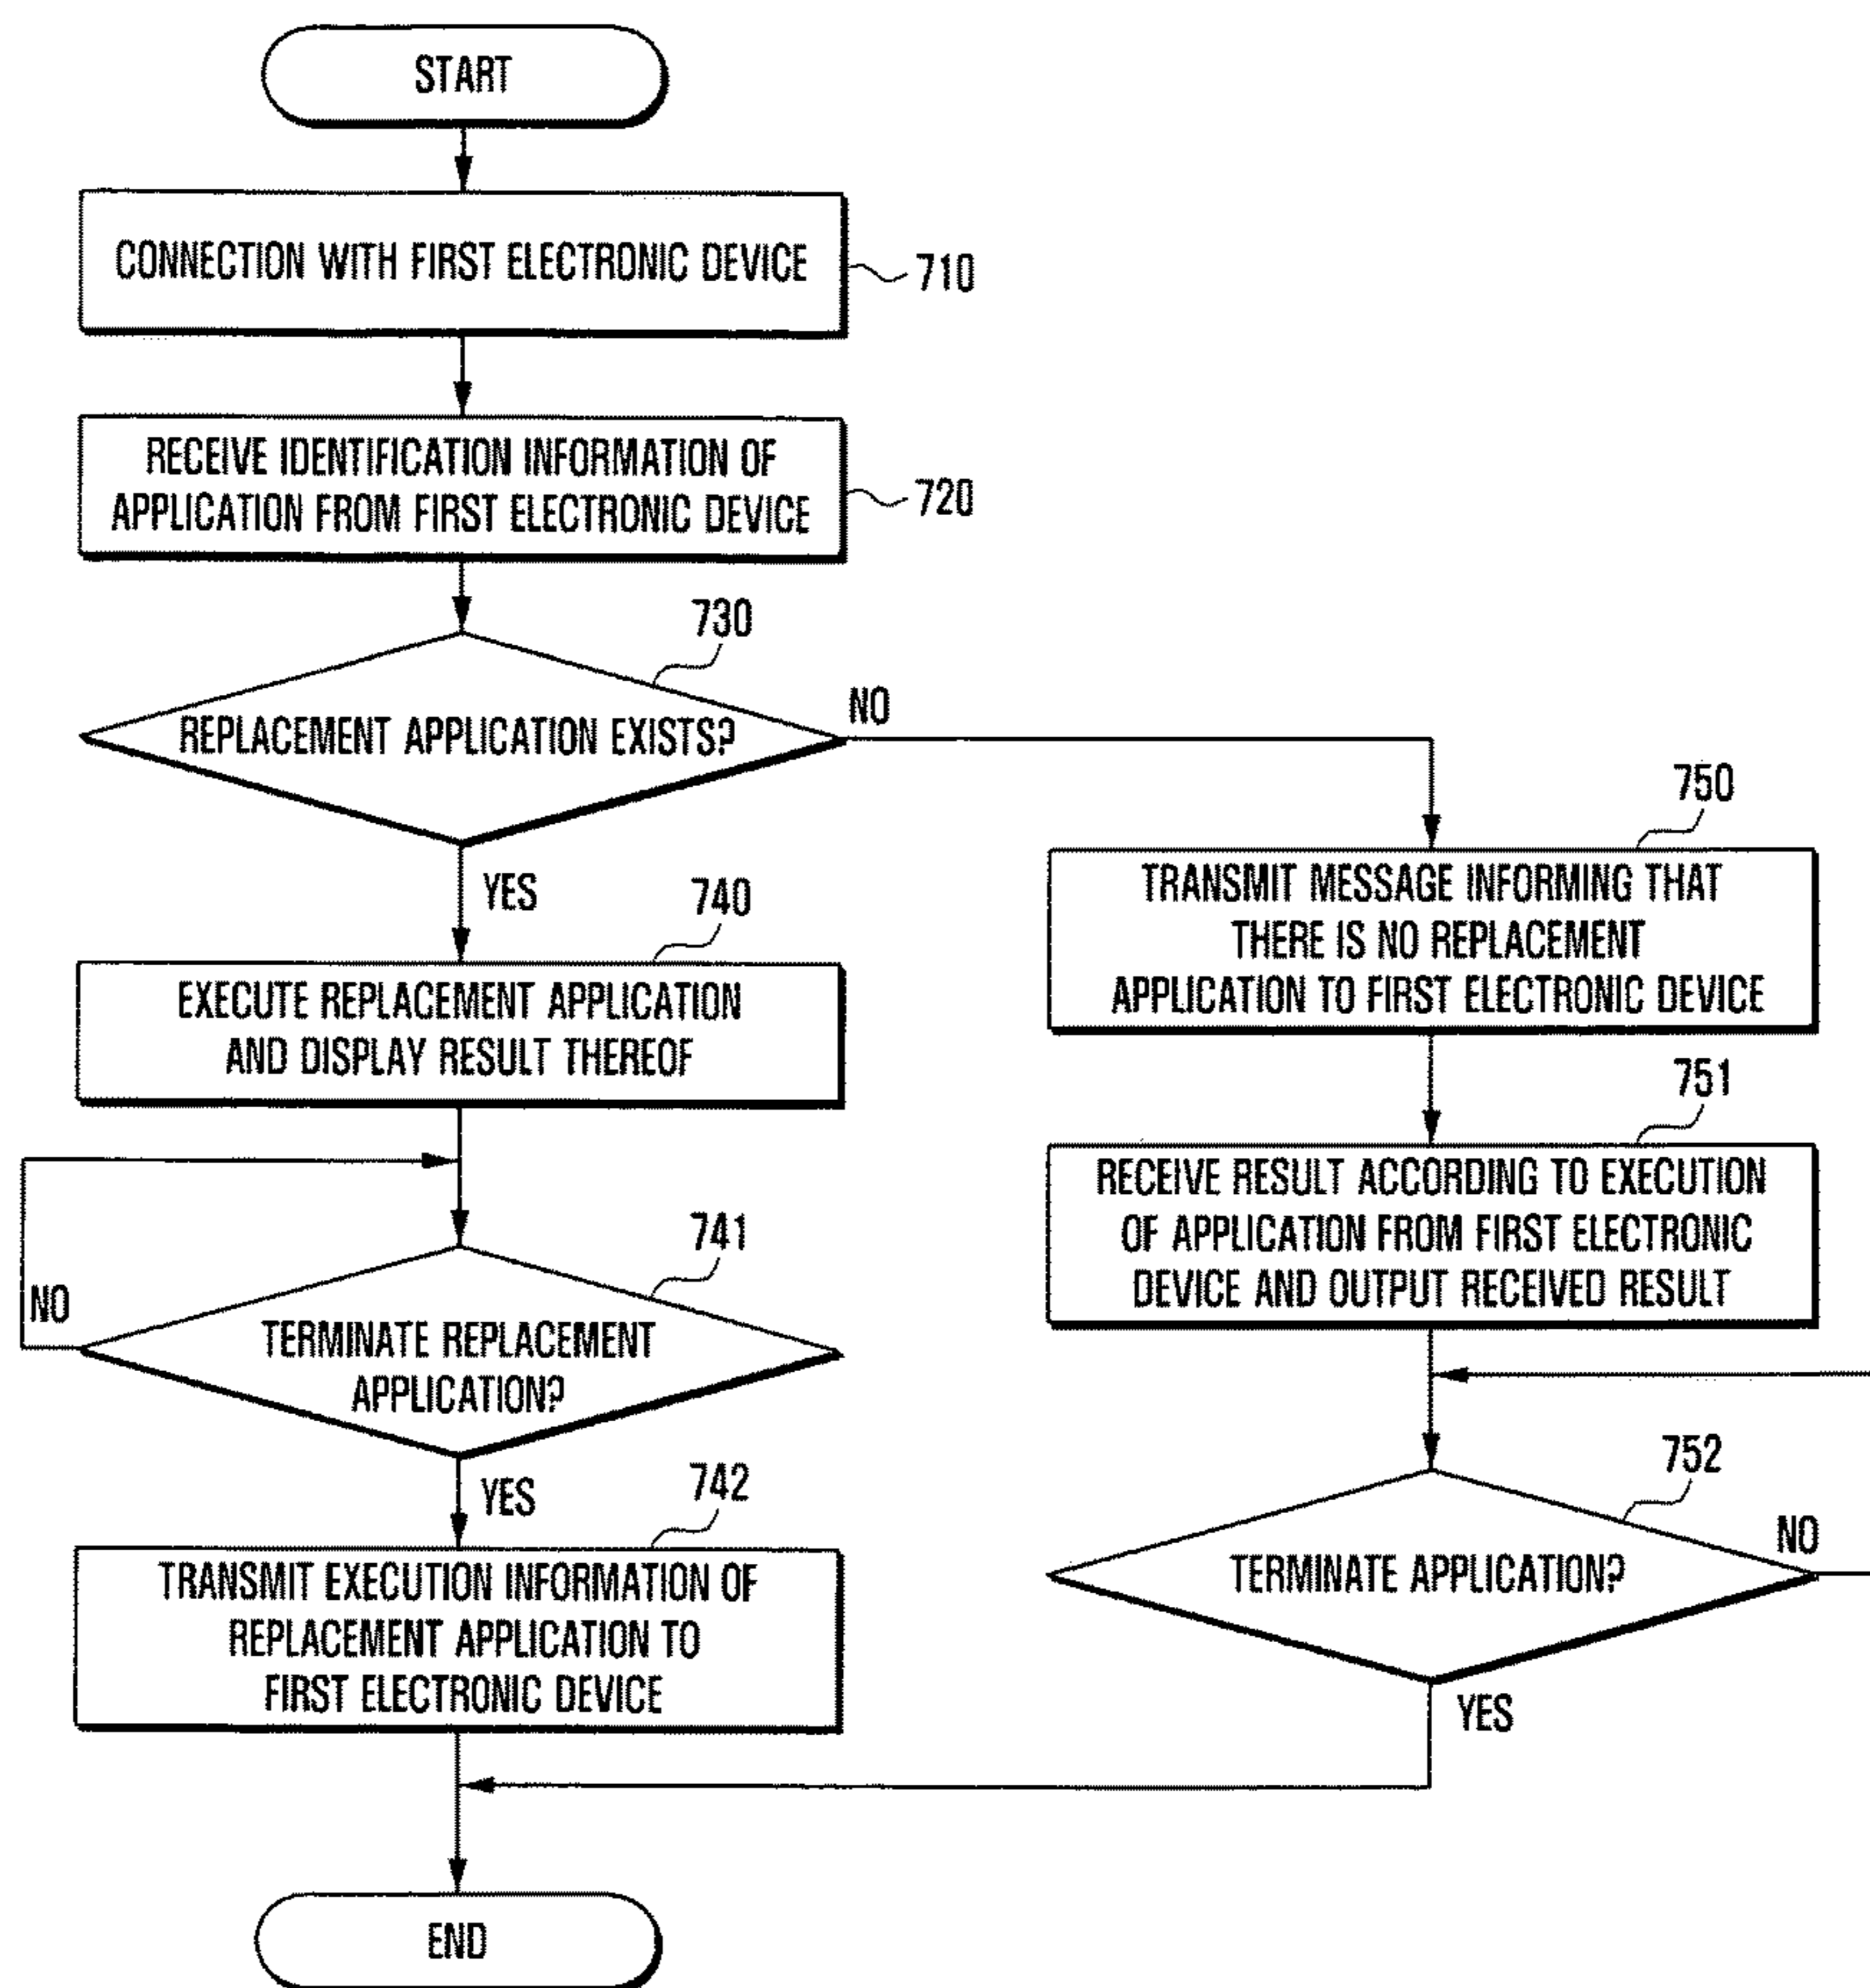 START
CONNECTION WITH FIRST ELECTRONIC DEVICE
710
RECEIVE IDENTIFICATION INFORMATION OF
APPLICATION FROM FIRST ELECTRONIC DEVICE
720
730
REPLACEMENT APPLICATION EXISTS?
NO
YES
740
EXECUTE REPLACEMENT APPLICATION
AND DISPLAY RESULT THEREOF
741
NO
TERMINATE REPLACEMENT
APPLICATION?
YES
742
TRANSMIT EXECUTION INFORMATION OF
REPLACEMENT APPLICATION TO
FIRST ELECTRONIC DEVICE
750
TRANSMIT MESSAGE INFORMING THAT
THERE IS NO REPLACEMENT
APPLICATION TO FIRST ELECTRONIC DEVICE
751
RECEIVE RESULT ACCORDING TO EXECUTION
OF APPLICATION FROM FIRST ELECTRONIC
DEVICE AND OUTPUT RECEIVED RESULT
752
NO
TERMINATE APPLICATION?
YES
END